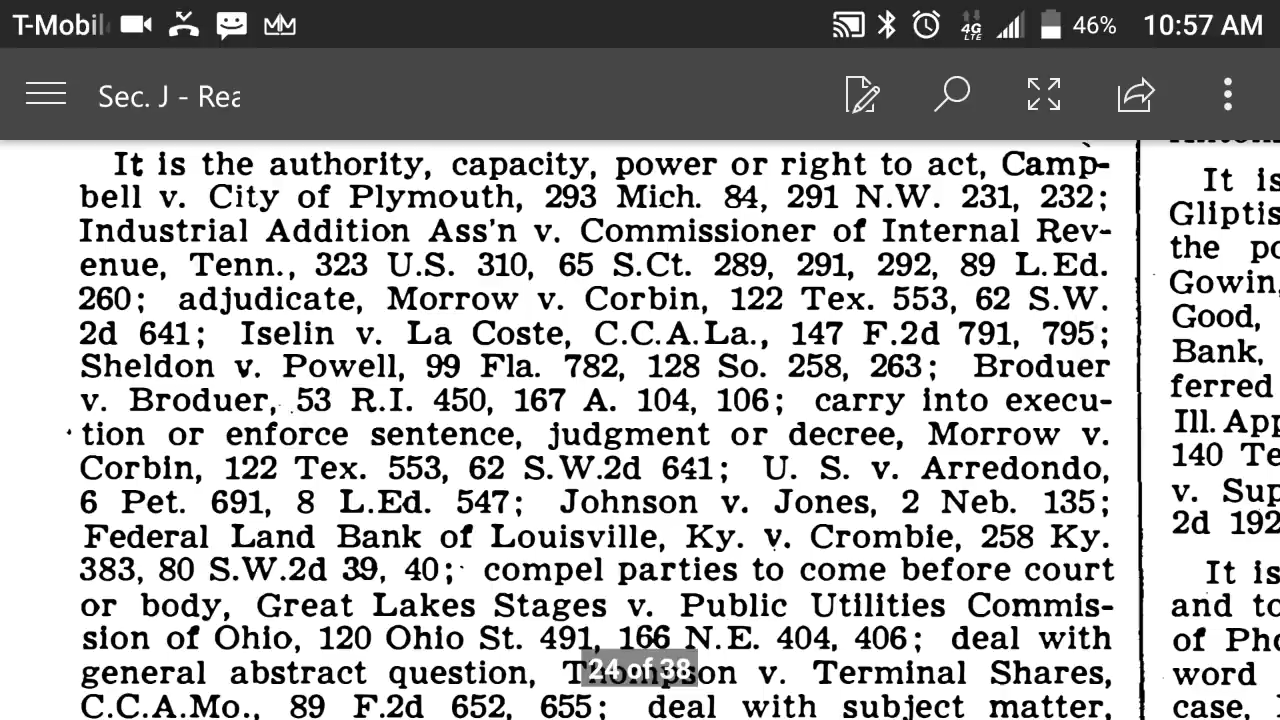 T-Mobil 46% 10:57 AM
4G
LTE
Sec. J - Rea
It is the authority, capacity, power or right to act, Camp-
bell v. City of Plymouth, 293 Mich. 84, 291 N.W. 231, 232;
Industrial Addition Ass'n v. Commissioner of Internal Rev-
enue, Tenn., 323 U.S. 310, 65 S.Ct. 289, 291, 292, 89 L.Ed.
260; adjudicate, Morrow v. Corbin, 122 Tex. 553, 62 S.W.
2d 641; Iselin v. La Coste, C.C.A.La., 147 F.2d 791, 795;
Sheldon v. Powell, 99 Fla. 782, 128 So. 258, 263; Broduer
v. Broduer, 53 R.I. 450, 167 A. 104, 106; carry into execu-
tion or enforce sentence, judgment or decree, Morrow v.
Corbin, 122 Tex. 553, 62 S.W.2d 641; U. S. v. Arredondo,
6 Pet. 691, 8 L.Ed. 547; Johnson v. Jones, 2 Neb. 135;
Federal Land Bank of Louisville, Ky. v. Crombie, 258 Ky.
383, 80 S.W.2d 39, 40; compel parties to come before court
or body, Great Lakes Stages v. Public Utilities Commis-
sion of Ohio, 120 Ohio St. 491, 166 N.E. 404, 406; deal with
general abstract question, Thompson v. Terminal Shares,
C.C.A.Mo., 89 F.2d 652, 655; deal with subject matter,
24 of 38
It is
Gliptis
the po
Gowin,
Good,
Bank,
ferred
Ill. App
140 Te
v. Sup
2d 192
It is
and to
of Pho
word
case,